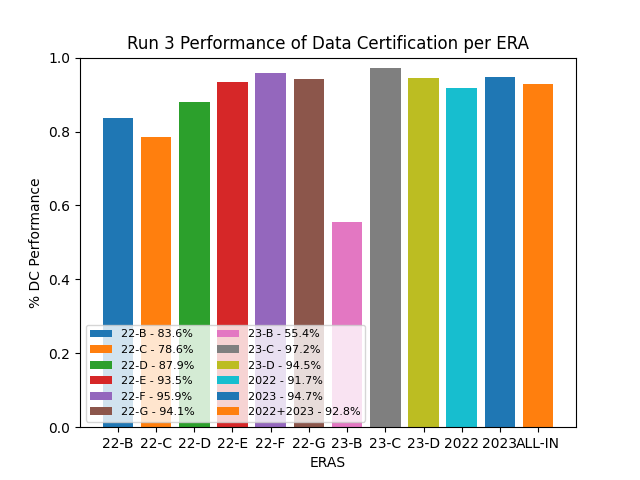 Run 3 Performance of Data Certification per ERA
% DC Performance
1.0
0.8
0.6
0.4
0.2
0.0
22-B - 83.6%
22-C - 78.6%
22-D - 87.9%
22-E - 93.5%
22-F - 95.9%
22-G - 94.1%
23-B - 55.4%
23-C - 97.2%
23-D - 94.5%
2022 - 91.7%
2023 - 94.7%
2022+2023 - 92.8%
22-B 22-C 22-D 22-E 22-F 22-G 23-B 23-C 23-D 2022 2023 ALL-IN
ERAS